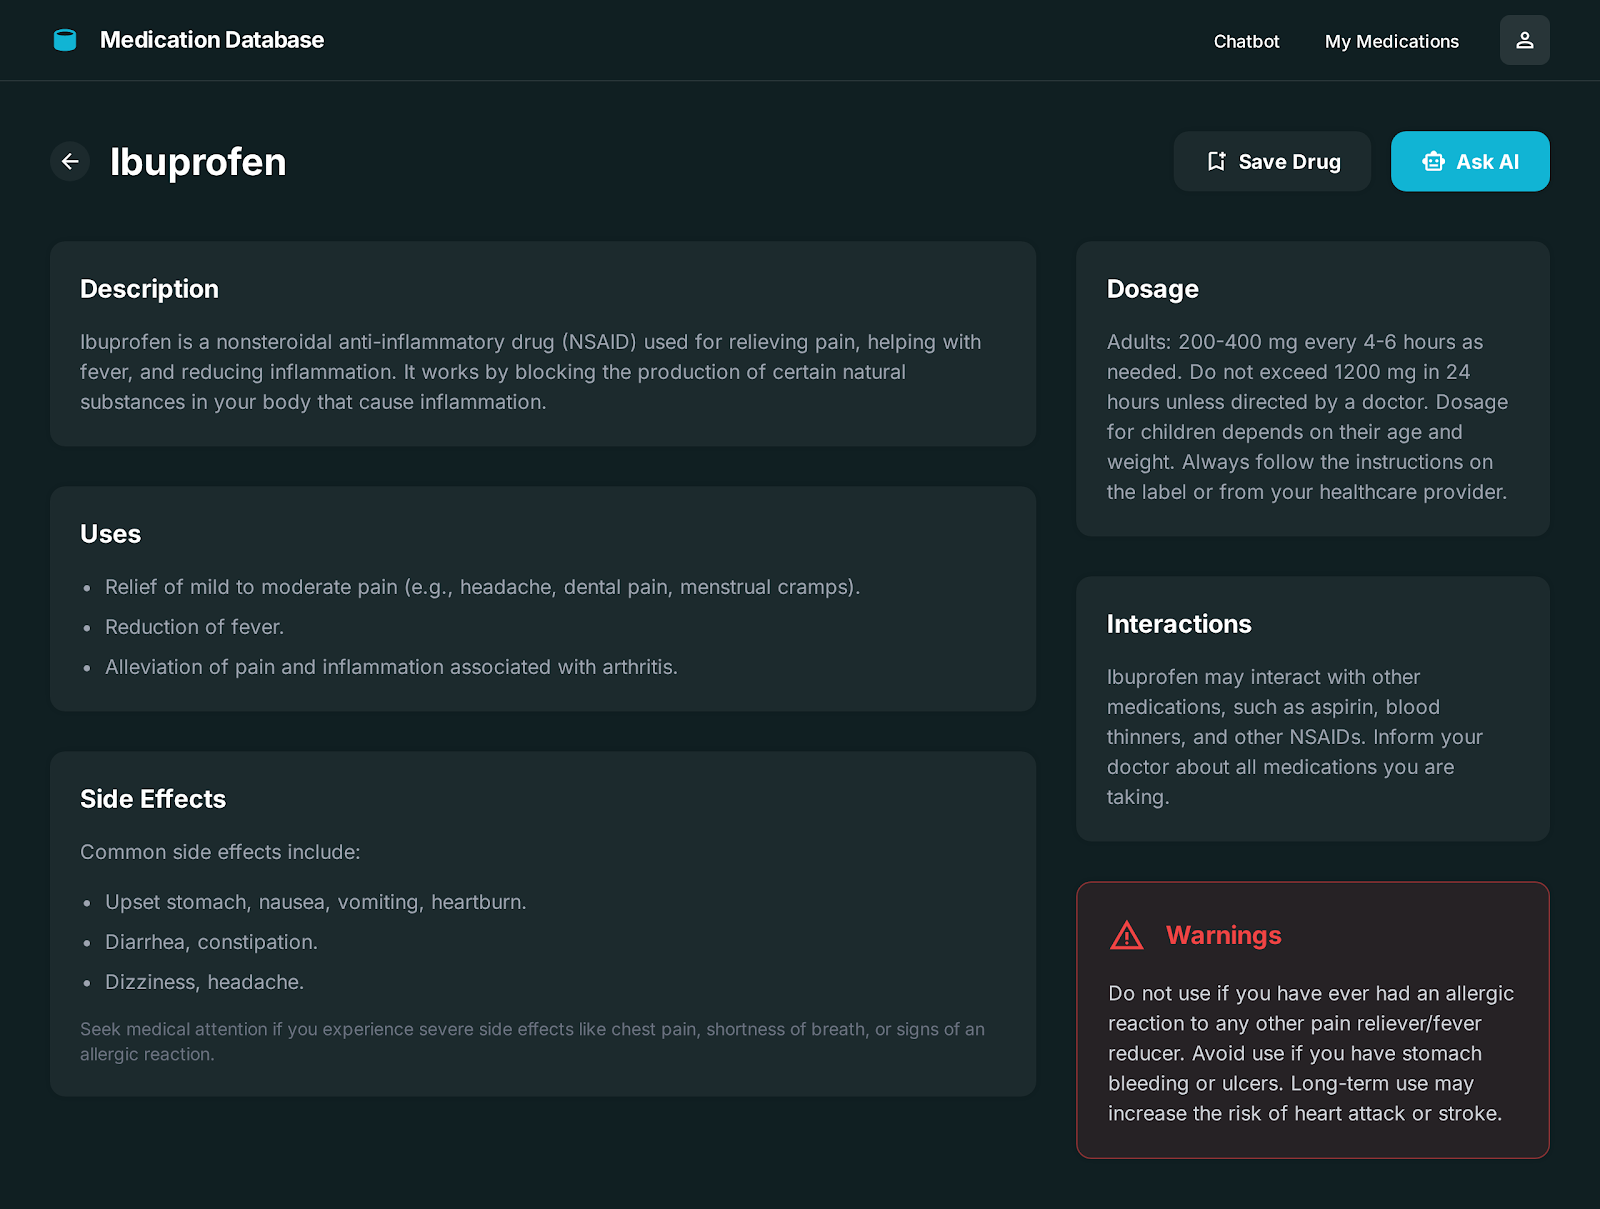 Medication Database
Chatbot
My Medications
Ibuprofen
Save Drug
Ask AI
Description
Ibuprofen is a nonsteroidal anti-inflammatory drug (NSAID) used for relieving pain, helping with
fever, and reducing inflammation. It works by blocking the production of certain natural
substances in your body that cause inflammation.
Uses
• Relief of mild to moderate pain (e.g., headache, dental pain, menstrual cramps).
• Reduction of fever.
• Alleviation of pain and inflammation associated with arthritis.
Side Effects
Common side effects include:
• Upset stomach, nausea, vomiting, heartburn.
• Diarrhea, constipation.
• Dizziness, headache.
Seek medical attention if you experience severe side effects like chest pain, shortness of breath, or signs of an
allergic reaction.
Dosage
Adults: 200-400 mg every 4-6 hours as
needed. Do not exceed 1200 mg in 24
hours unless directed by a doctor. Dosage
for children depends on their age and
weight. Always follow the instructions on
the label or from your healthcare provider.
Interactions
Ibuprofen may interact with other
medications, such as aspirin, blood
thinners, and other NSAIDs. Inform your
doctor about all medications you are
taking.
Warnings
Do not use if you have ever had an allergic
reaction to any other pain reliever/fever
reducer. Avoid use if you have stomach
bleeding or ulcers. Long-term use may
increase the risk of heart attack or stroke.